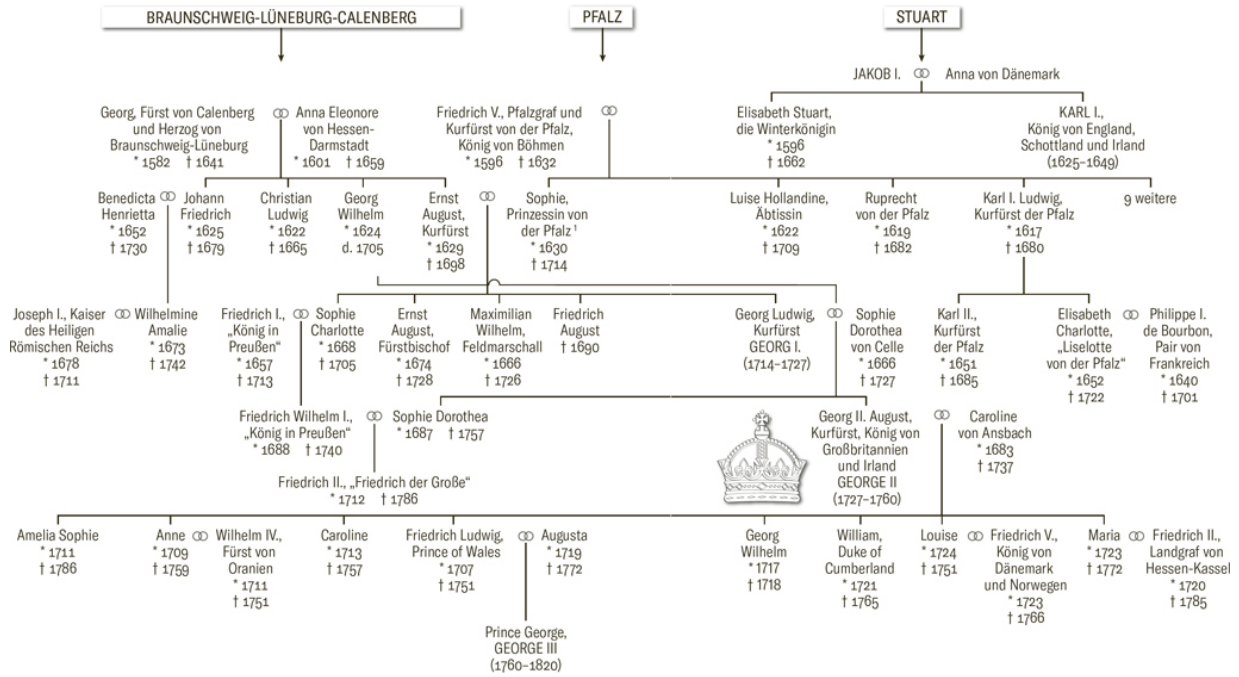 BRAUNSCHWEIG-LÜNEBURG-CALENBERG
PFALZ
STUART
JAKOB I.
Anna von Dänemark
Georg, Fürst von Calenberg
und Herzog von
Braunschweig-Lüneburg
* 1582 † 1641
Anna Eleonore
von Hessen-
Darmstadt
* 1601 † 1659
Friedrich V., Pfalzgraf und
Kurfürst von der Pfalz,
König von Böhmen
* 1596 † 1632
Elisabeth Stuart,
die Winterkönigin
* 1596
† 1662
KARL I.,
König von England,
Schottland und Irland
(1625–1649)
Benedicta
Henrietta
* 1652
† 1730
Johann
Friedrich
* 1625
† 1679
Christian
Ludwig
* 1622
† 1665
Georg
Wilhelm
* 1624
d. 1705
Ernst
August,
Kurfürst
* 1629
† 1698
Sophie,
Prinzessin von
der Pfalz ¹
* 1630
† 1714
Luise Hollandine,
Äbtissin
* 1622
† 1709
Ruprecht
von der Pfalz
* 1619
† 1682
Karl I. Ludwig,
Kurfürst der Pfalz
* 1617
† 1680
9 weitere
Joseph I., Kaiser
des Heiligen
Römischen Reichs
* 1678
† 1711
Wilhelmine
Amalie
* 1673
† 1742
Friedrich I.,
„König in
Preußen“
* 1657
† 1713
Sophie
Charlotte
* 1668
† 1705
Ernst
August,
Fürstbischof
* 1674
† 1728
Maximilian
Wilhelm,
Feldmarschall
* 1666
† 1726
Friedrich
August
† 1690
Georg Ludwig,
Kurfürst
GEORG I.
(1714–1727)
Sophie
Dorothea
von Celle
* 1666
† 1727
Karl II.,
Kurfürst
der Pfalz
* 1651
† 1685
Elisabeth
Charlotte,
„Liselotte
von der Pfalz“
* 1652
† 1722
Philippe I.
de Bourbon,
Pair von
Frankreich
* 1640
† 1701
Friedrich Wilhelm I.,
„König in Preußen“
* 1688 † 1740
Sophie Dorothea
* 1687 † 1757
Georg II. August,
Kurfürst, König von
Großbritannien
und Irland
GEORGE II
(1727–1760)
Caroline
von Ansbach
* 1683
† 1737
Friedrich II., „Friedrich der Große“
* 1712 † 1786
Amelia Sophie
* 1711
† 1786
Anne
* 1709
† 1759
Wilhelm IV.,
Fürst von
Oranien
* 1711
† 1751
Caroline
* 1713
† 1757
Friedrich Ludwig,
Prince of Wales
* 1707
† 1751
Augusta
* 1719
† 1772
Georg
Wilhelm
* 1717
† 1718
William,
Duke of
Cumberland
* 1721
† 1765
Louise
* 1724
† 1751
Friedrich V.,
König von
Dänemark
und Norwegen
* 1723
† 1766
Maria
* 1723
† 1772
Friedrich II.,
Landgraf von
Hessen-Kassel
* 1720
† 1785
Prince George,
GEORGE III
(1760–1820)